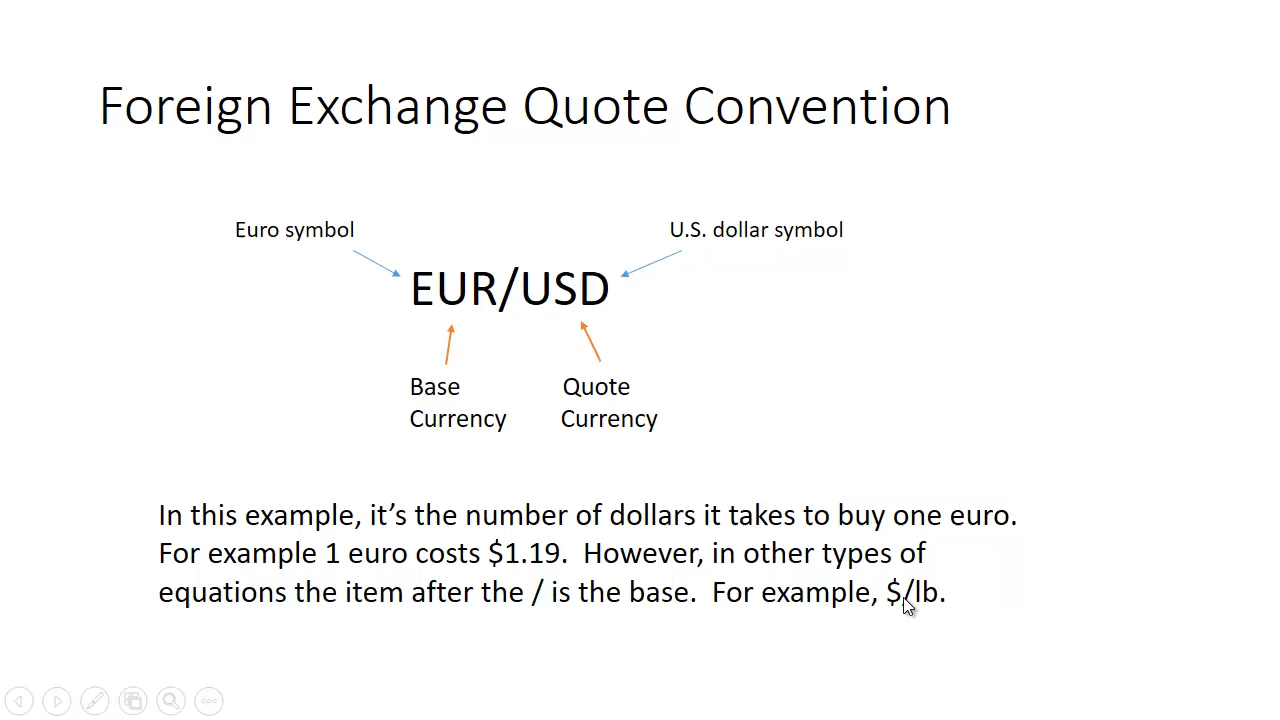 Foreign Exchange Quote Convention
Euro symbol
U.S. dollar symbol
EUR/USD
Base Currency
Quote Currency
In this example, it’s the number of dollars it takes to buy one euro.
For example 1 euro costs $1.19.  However, in other types of
equations the item after the / is the base.  For example, $/lb.